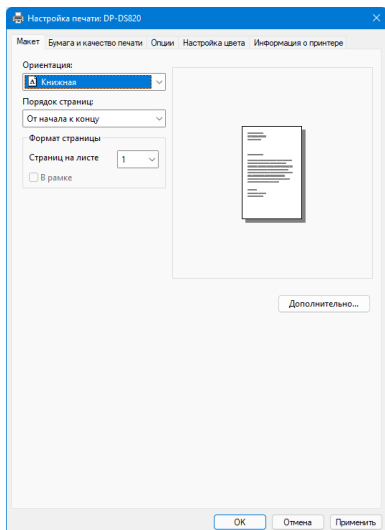 Настройка печати: DP-DS820
Макет Бумага и качество печати Опции Настройка цвета Информация о принтере
Ориентация:
A Книжная
Порядок страниц:
От начала к концу
Формат страницы
Страниц на листе 1
В рамке
Дополнительно...
OK Отмена Применить